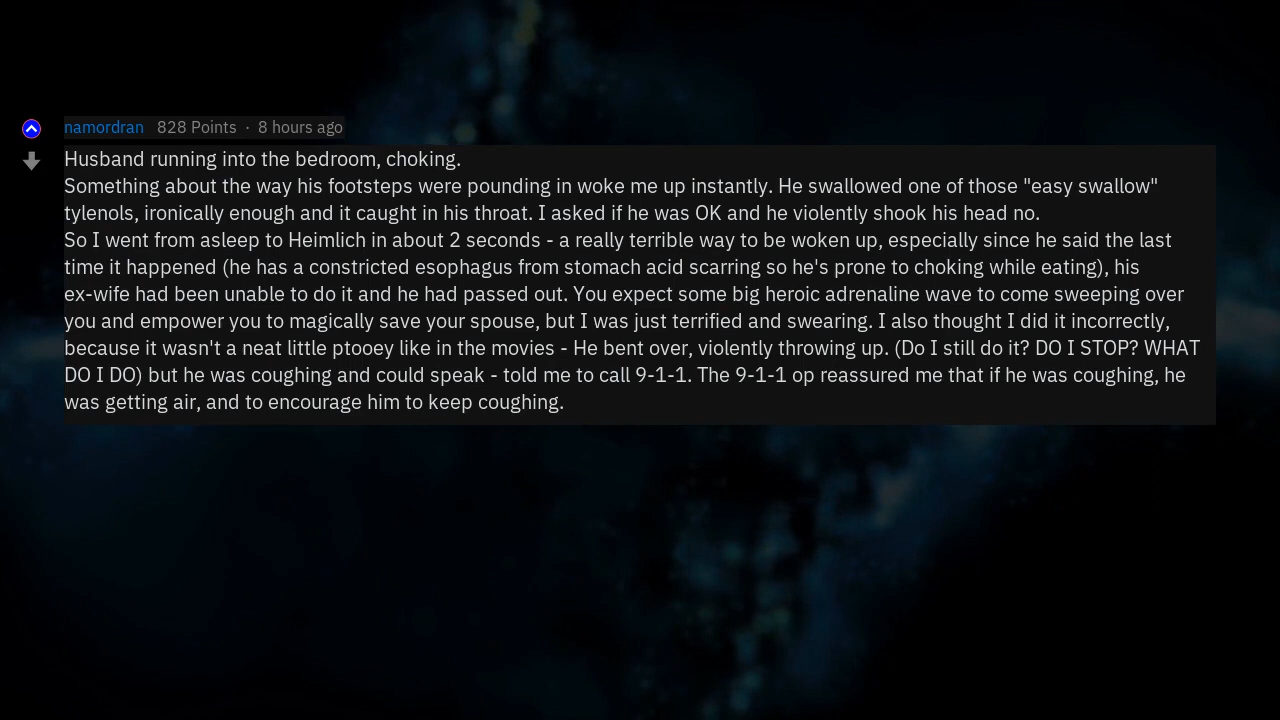 namordran 828 Points · 8 hours ago
Husband running into the bedroom, choking.
Something about the way his footsteps were pounding in woke me up instantly. He swallowed one of those "easy swallow"
tylenols, ironically enough and it caught in his throat. I asked if he was OK and he violently shook his head no.
So I went from asleep to Heimlich in about 2 seconds - a really terrible way to be woken up, especially since he said the last
time it happened (he has a constricted esophagus from stomach acid scarring so he's prone to choking while eating), his
ex-wife had been unable to do it and he had passed out. You expect some big heroic adrenaline wave to come sweeping over
you and empower you to magically save your spouse, but I was just terrified and swearing. I also thought I did it incorrectly,
because it wasn't a neat little ptooey like in the movies - He bent over, violently throwing up. (Do I still do it? DO I STOP? WHAT
DO I DO) but he was coughing and could speak - told me to call 9-1-1. The 9-1-1 op reassured me that if he was coughing, he
was getting air, and to encourage him to keep coughing.